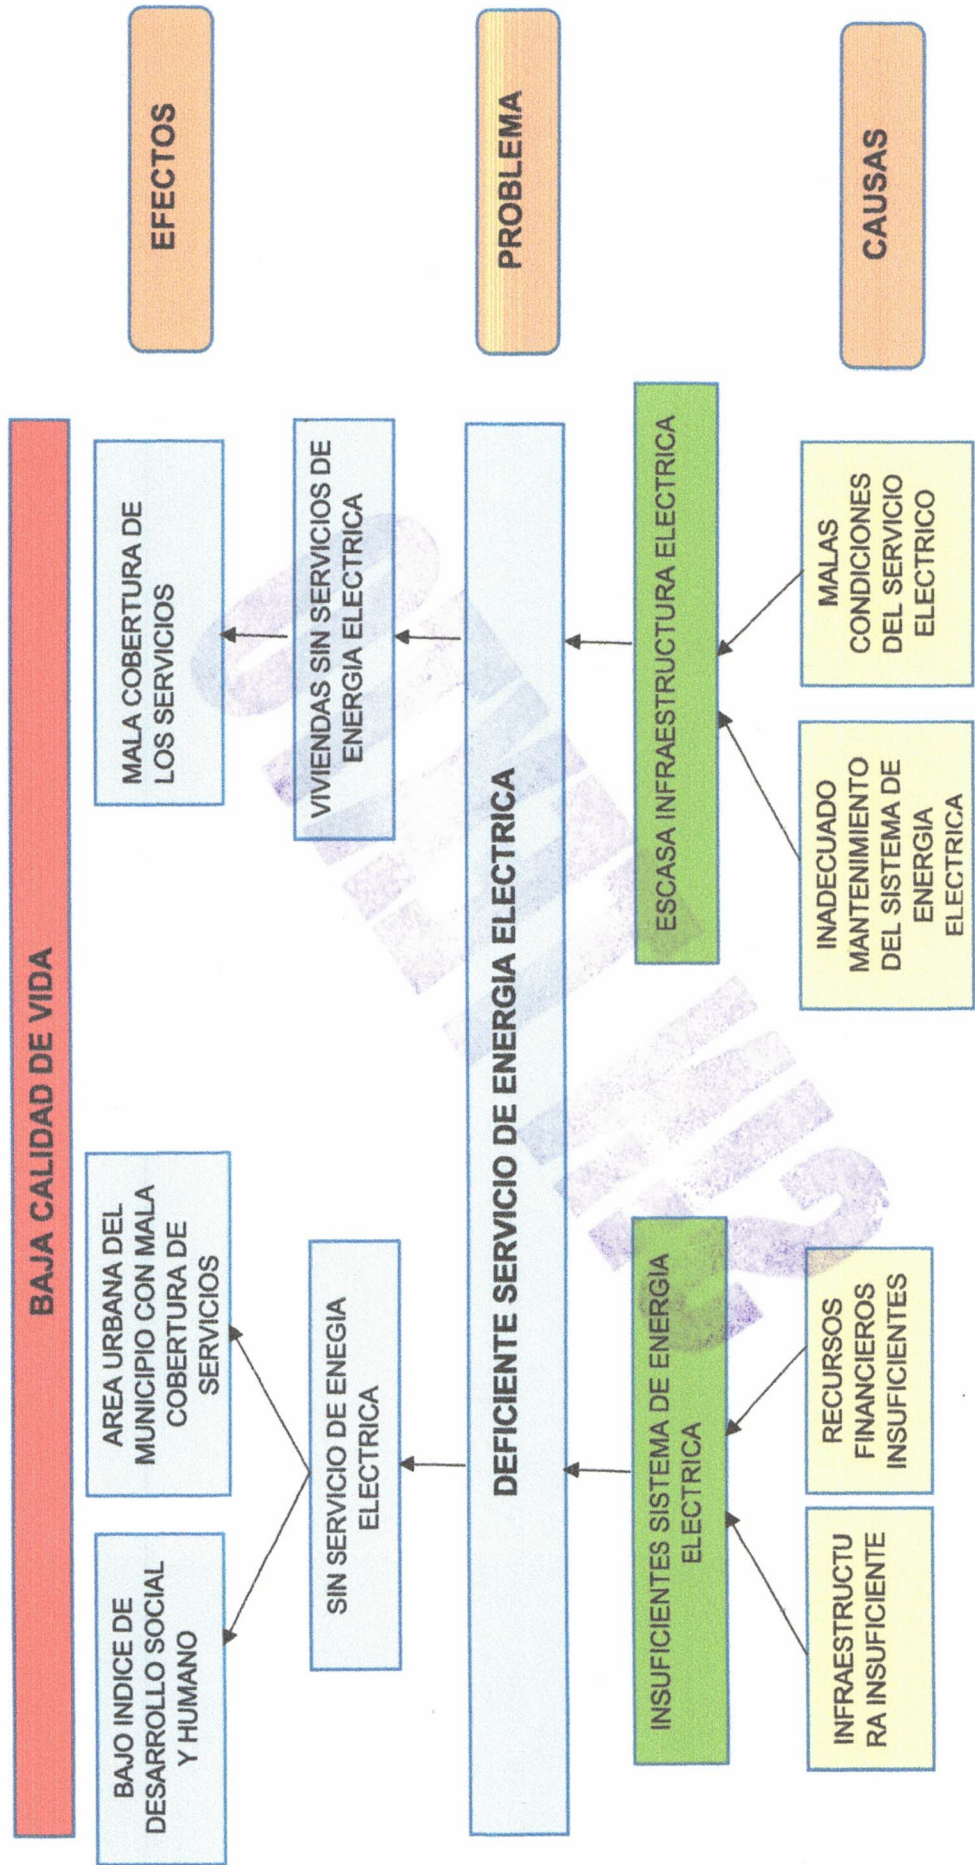 BAJA CALIDAD DE VIDA
BAJO INDICE DE
DESARROLLO SOCIAL
Y HUMANO
AREA URBANA DEL
MUNICIPIO CON MALA
COBERTURA DE
SERVICIOS
MALA COBERTURA DE
LOS SERVICIOS
EFECTOS
SIN SERVICIO DE ENEGIA
ELECTRICA
VIVIENDAS SIN SERVICIOS DE
ENERGIA ELECTRICA
DEFICIENTE SERVICIO DE ENERGIA ELECTRICA
PROBLEMA
INSUFICIENTES SISTEMA DE ENERGIA
ELECTRICA
ESCASA INFRAESTRUCTURA ELECTRICA
INFRAESTRUCTU
RA INSUFICIENTE
RECURSOS
FINANCIEROS
INSUFICIENTES
INADECUADO
MANTENIMIENTO
DEL SISTEMA DE
ENERGIA
ELECTRICA
MALAS
CONDICIONES
DEL SERVICIO
ELECTRICO
CAUSAS